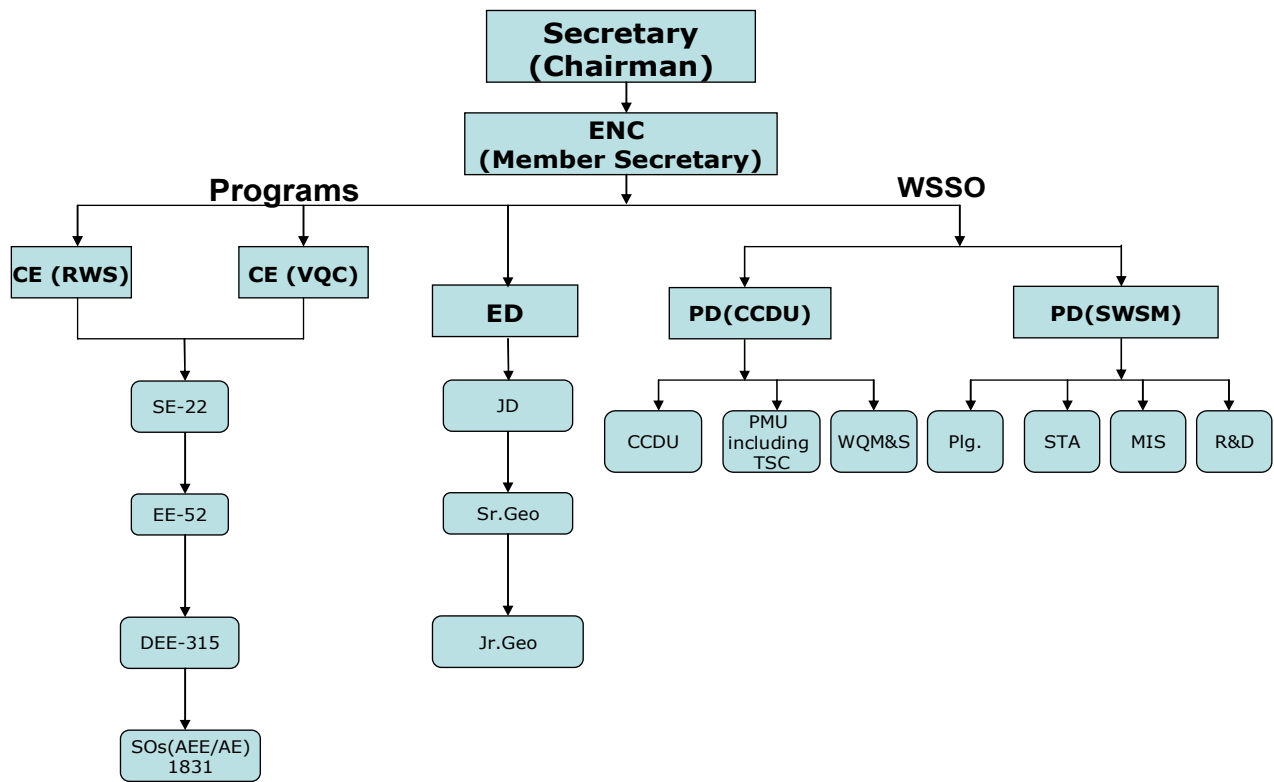 Secretary
(Chairman)
ENC
(Member Secretary)
Programs
WSSO
CE (RWS)
CE (VQC)
ED
PD(CCDU)
PD(SWSM)
SE-22
JD
CCDU
PMU
including
TSC
WQM&S
Plg.
STA
MIS
R&D
EE-52
Sr.Geo
DEE-315
Jr.Geo
SOs(AEE/AE)
1831